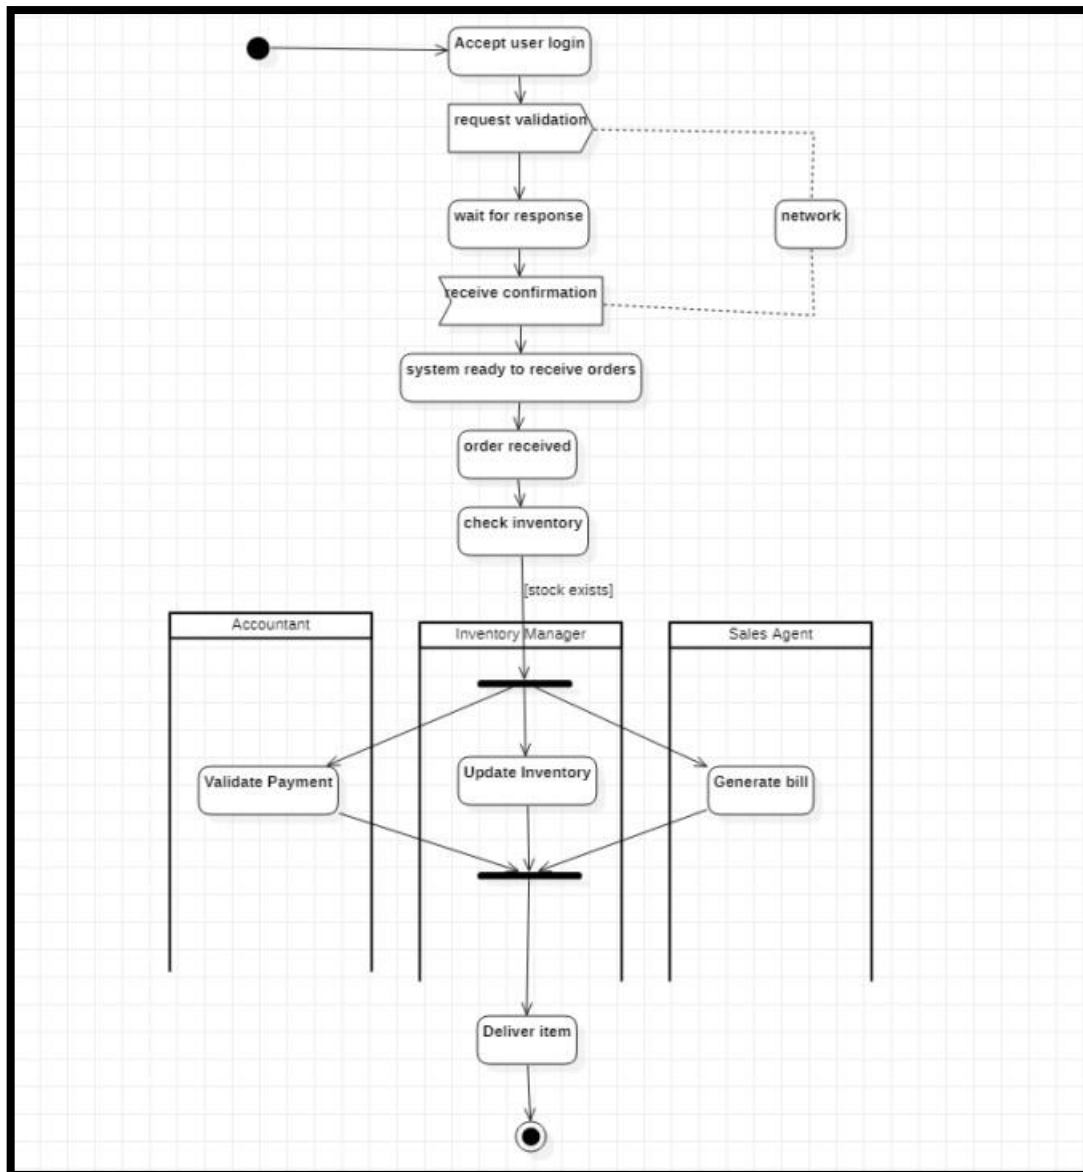 Accept user login
request validation
wait for response
network
receive confirmation
system ready to receive orders
order received
check inventory
[stock exists]
Accountant
Inventory Manager
Sales Agent
Validate Payment
Update Inventory
Generate bill
Deliver item